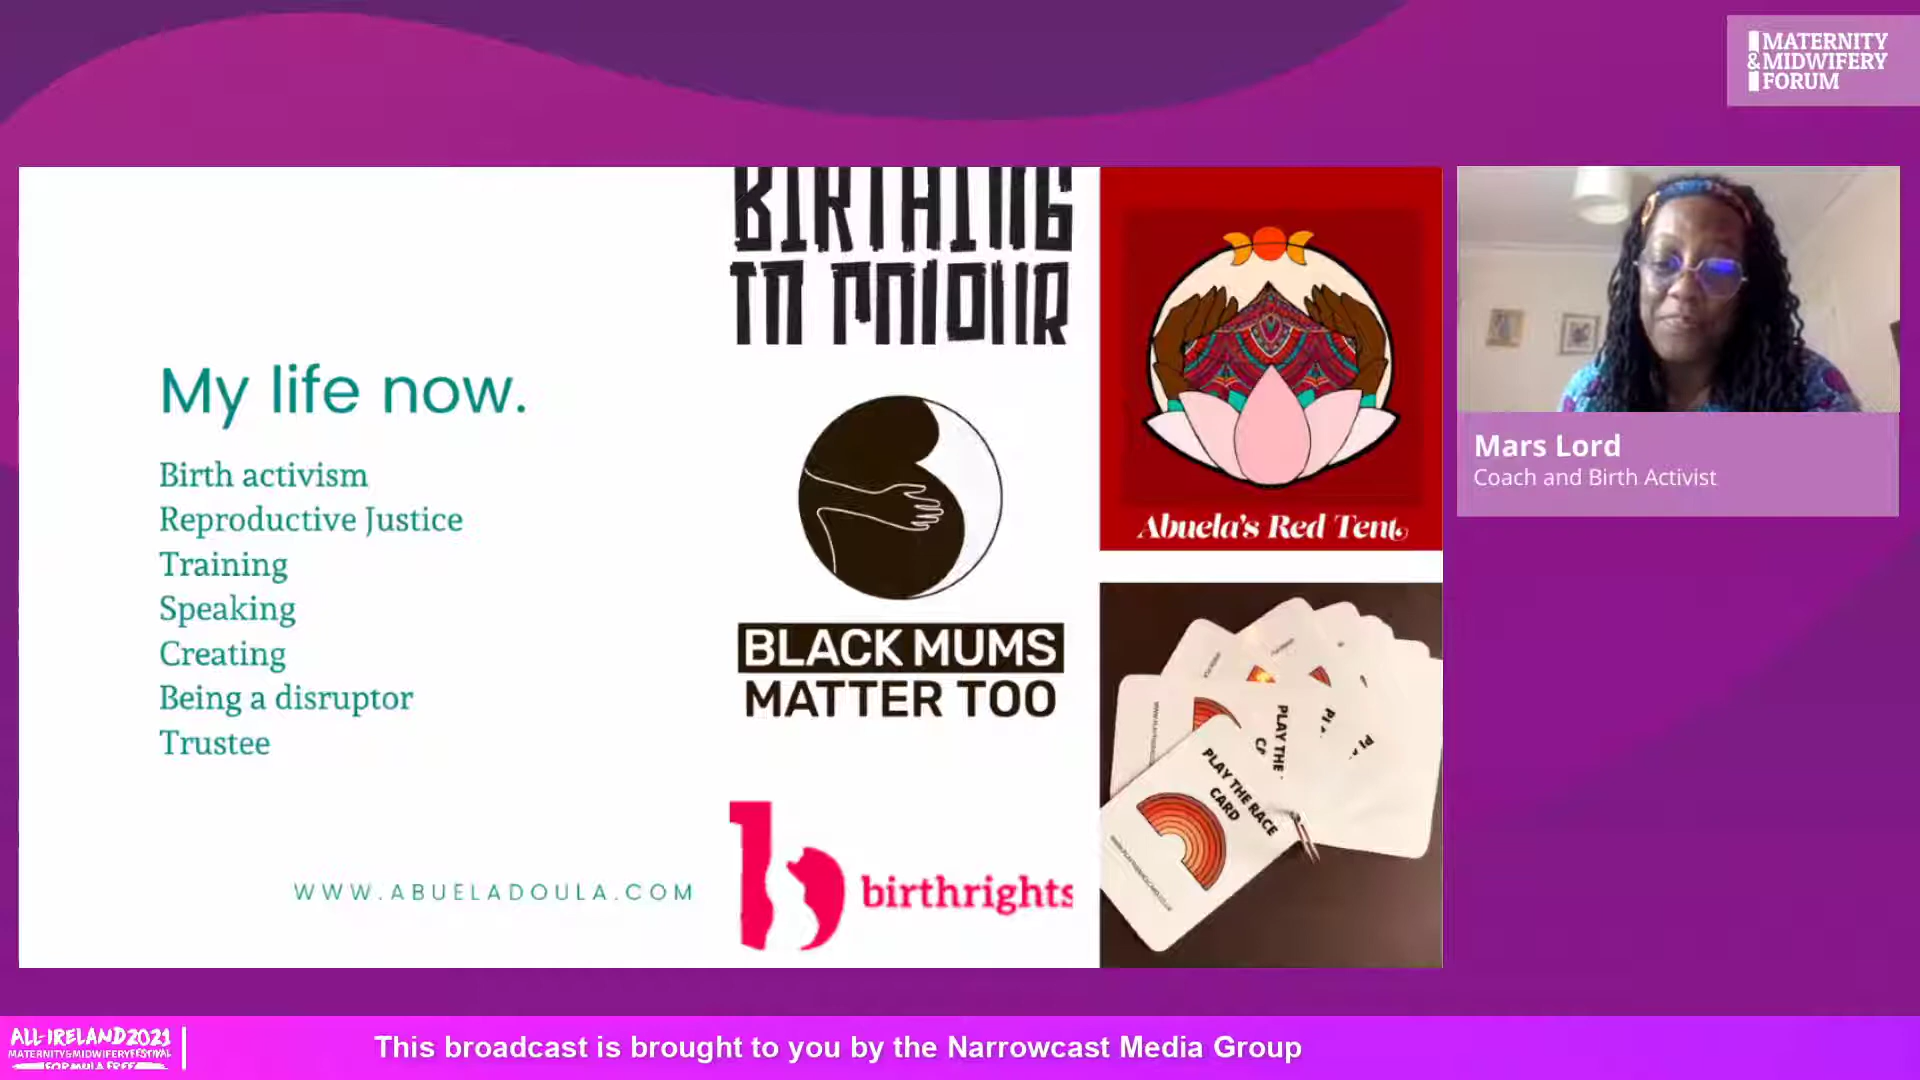 MATERNITY
&MIDWIFERY
FORUM
BIRTHING
IN COLOUR
My life now.
Birth activism
Reproductive Justice
Training
Speaking
Creating
Being a disruptor
Trustee
WWW.ABUELADOULA.COM
BLACK MUMS
MATTER TOO
birthrights
Abuela's Red Tent
PLAY THE
PLAY THE RACE
CARD
Mars Lord
Coach and Birth Activist
ALL-IRELAND 2021
MATERNITY&MIDWIFERY FESTIVAL
FORMULA FREE
This broadcast is brought to you by the Narrowcast Media Group